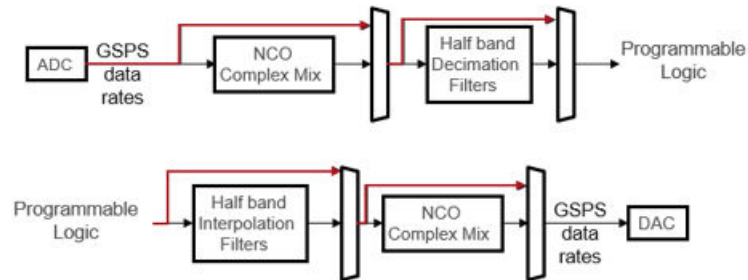 ADC
GSPS
data
rates
NCO
Complex Mix
Half band
Decimation
Filters
Programmable
Logic
Programmable
Logic
Half band
Interpolation
Filters
NCO
Complex Mix
GSPS
data
rates
DAC